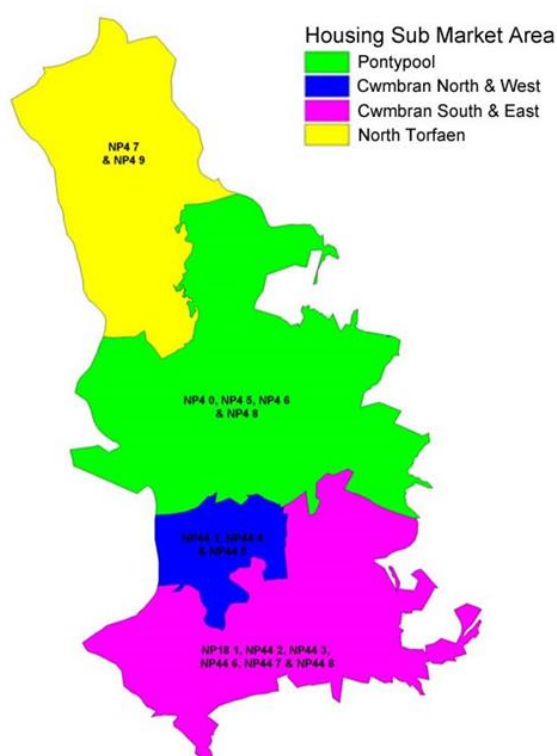 Housing Sub Market Area
Pontypool
Cwmbran North & West
Cwmbran South & East
North Torfaen
NP4 7
& NP4 9
NP4 0, NP4 5, NP4 6
& NP4 8
NP44 1, NP44 4
& NP44 5
NP18 1, NP44 2, NP44 3,
NP44 6, NP44 7 & NP44 8